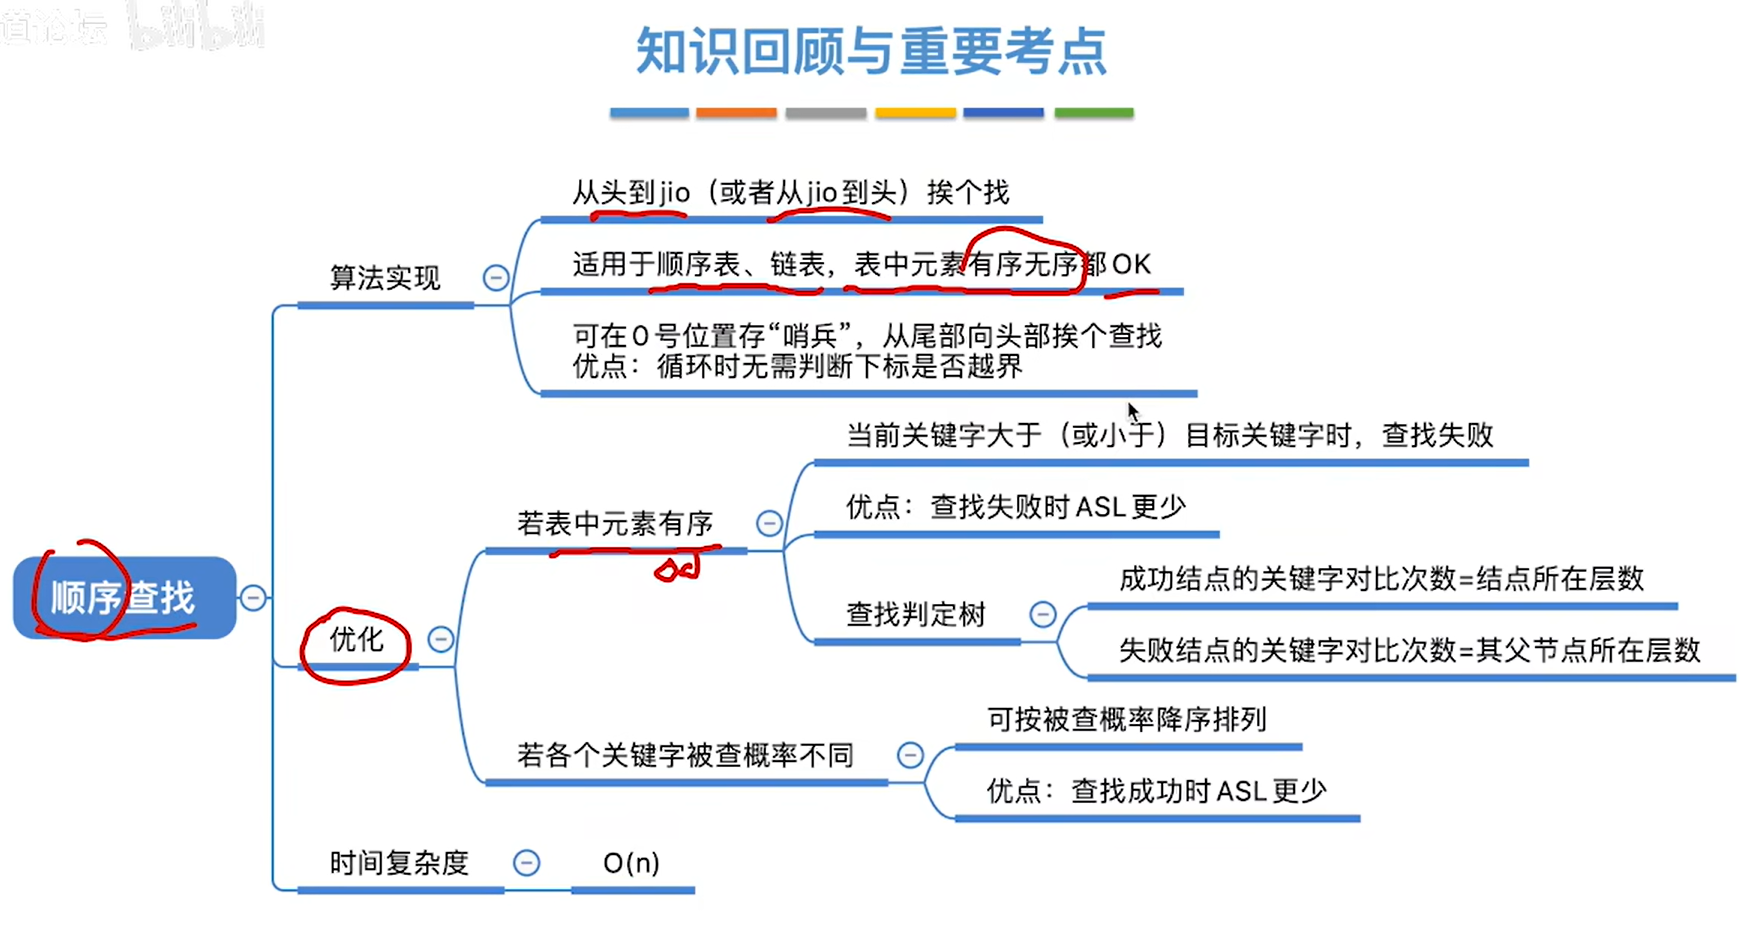 bilibili
知识回顾与重要考点
从头到jio（或者从jio到头）挨个找
适用于顺序表、链表，表中元素有序无序都OK
算法实现
可在0号位置存“哨兵”，从尾部向头部挨个查找
优点：循环时无需判断下标是否越界
当前关键字大于（或小于）目标关键字时，查找失败
优点：查找失败时ASL更少
若表中元素有序
成功结点的关键字对比次数=结点所在层数
顺序查找
查找判定树
优化
失败结点的关键字对比次数=其父节点所在层数
可按被查概率降序排列
若各个关键字被查概率不同
优点：查找成功时ASL更少
时间复杂度
O(n)